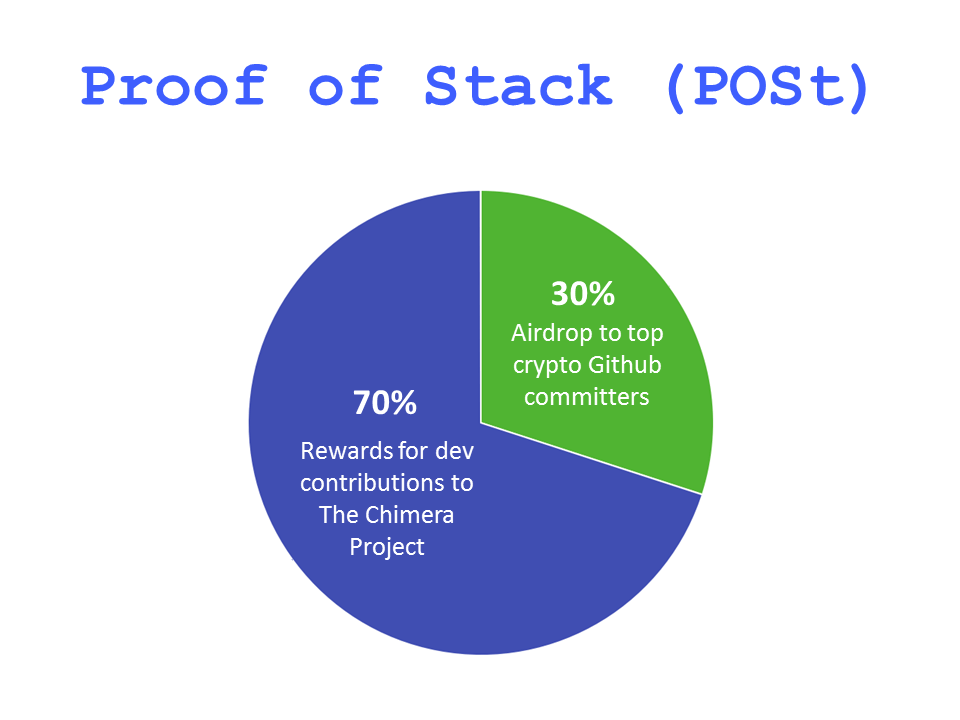 Proof of Stack (POSt)
30%
Airdrop to top
crypto Github
committers
70%
Rewards for dev
contributions to
The Chimera
Project